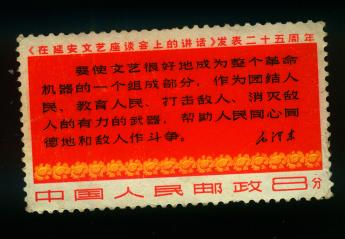 《在延安文艺座谈会上的讲话》发表二十五周年
要使文艺很好地成为整个革命
机器的一个组成部分，作为团结人
民、教育人民、打击敌人、消灭敌
人的有力的武器，帮助人民同心同
德地和敌人作斗争。
毛泽东
中国人民邮政8分